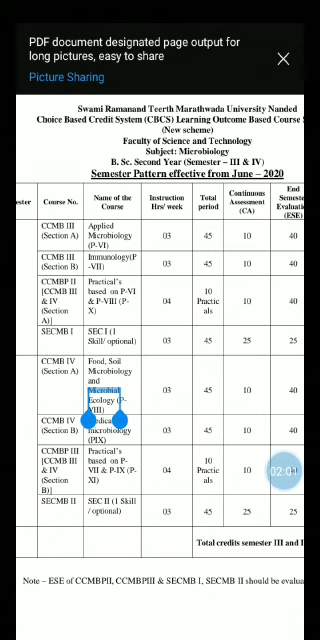 PDF document designated page output for
long pictures, easy to share
Picture Sharing
Swami Ramanand Teerth Marathwada University Nanded
Choice Based Credit System (CBCS) Learning Outcome Based Course
(New scheme)
Faculty of Science and Technology
Subject: Microbiology
B. Sc. Second Year (Semester – III & IV)
Semester Pattern effective from June – 2020
ester Course No. Name of the Course Instruction Hrs/ week Total period Continuous Assessment (CA) End Semester Evaluation (ESE)
CCMB III (Section A) Applied Microbiology (P-VI) 03 45 10 40
CCMB III (Section B) Immunology(P-VII) 03 45 10 40
CCMBP II [CCMB III & IV (Section A)] Practical's based on P-VI & P-VIII (P-X) 04 10 Practicals 10 40
SECMB I SEC I (1 Skill/ optional) 03 45 25 25
CCMB IV (Section A) Food, Soil Microbiology and Microbial Ecology (P-VIII) 03 45 10 40
CCMB IV (Section B) Medical microbiology (PIX) 03 45 10 40
CCMBP III [CCMB III & IV (Section B)] Practical's based on P-VII & P-IX (P-XI) 04 10 Practicals 10
SECMB II SEC II (1 Skill / optional) 03 45 25 25
Total credits semester III and I
Note – ESE of CCMBPII, CCMBPIII & SECMB I, SECMB II should be evalua